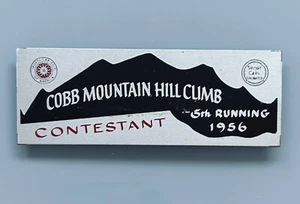 COBB MOUNTAIN HILL CLIMB
CONTESTANT
5th RUNNING
1956